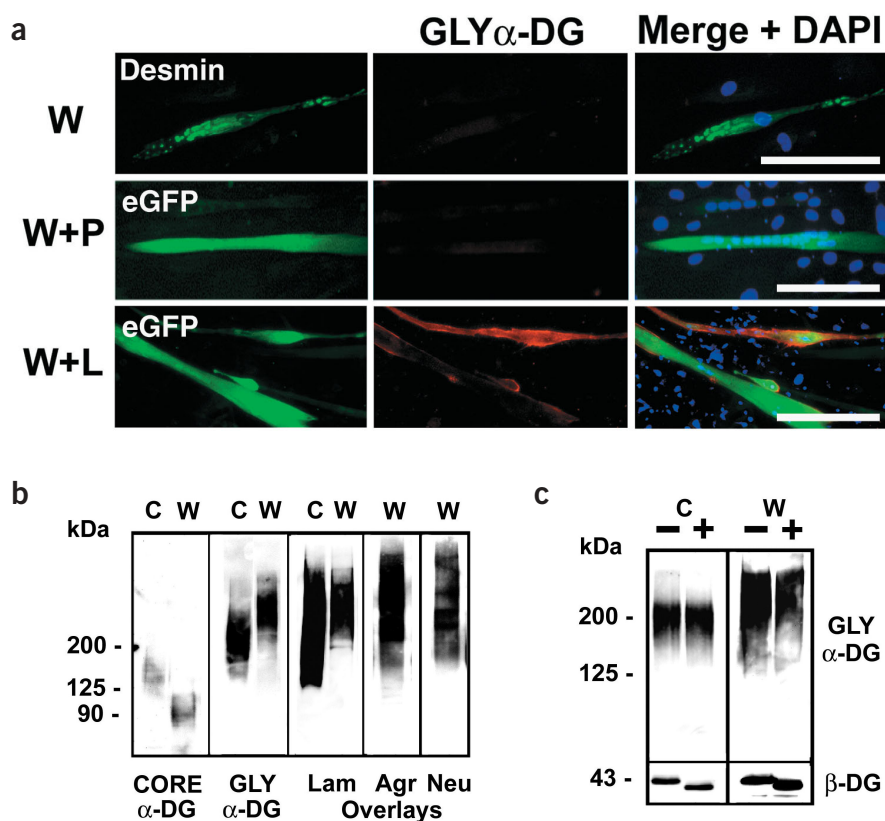 a
GLYα-DG Merge + DAPI
W Desmin
W+P eGFP
W+L eGFP
b
C W C W C W W W
kDa
200 -
125 -
90 -
CORE α-DG
GLY α-DG
Lam Agr Neu
Overlays
c
C W
− + − +
kDa
200 -
125 -
GLY α-DG
43 -
β-DG